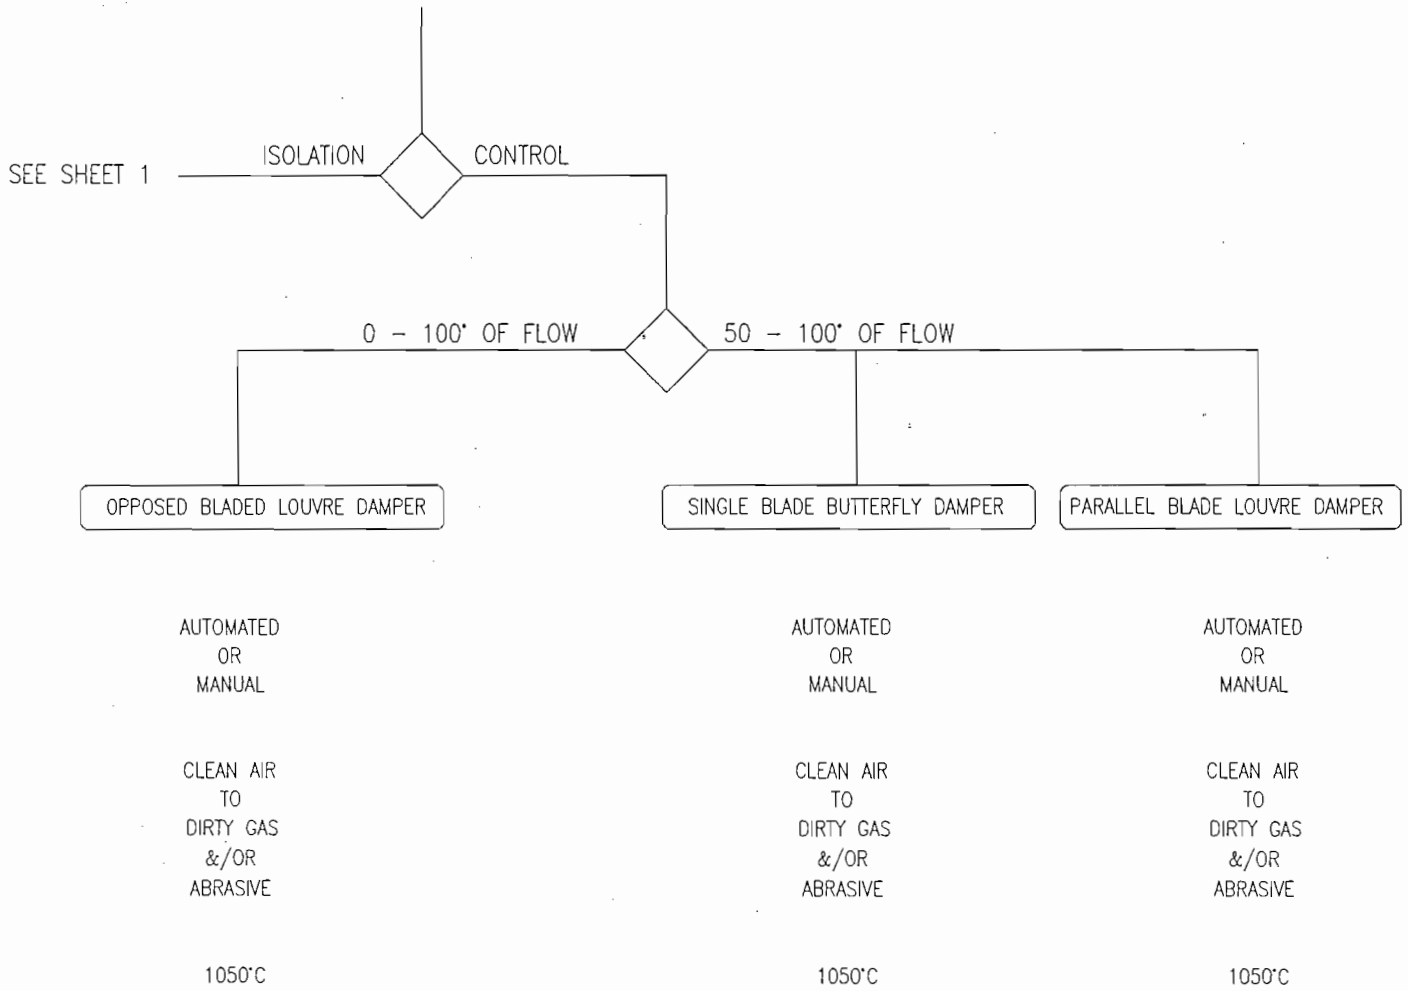 ISOLATION
CONTROL
SEE SHEET 1
0 - 100° OF FLOW
50 - 100° OF FLOW
OPPOSED BLADED LOUVRE DAMPER
SINGLE BLADE BUTTERFLY DAMPER
PARALLEL BLADE LOUVRE DAMPER
AUTOMATED
OR
MANUAL
CLEAN AIR
TO
DIRTY GAS
&/OR
ABRASIVE
1050°C
AUTOMATED
OR
MANUAL
CLEAN AIR
TO
DIRTY GAS
&/OR
ABRASIVE
1050°C
AUTOMATED
OR
MANUAL
CLEAN AIR
TO
DIRTY GAS
&/OR
ABRASIVE
1050°C